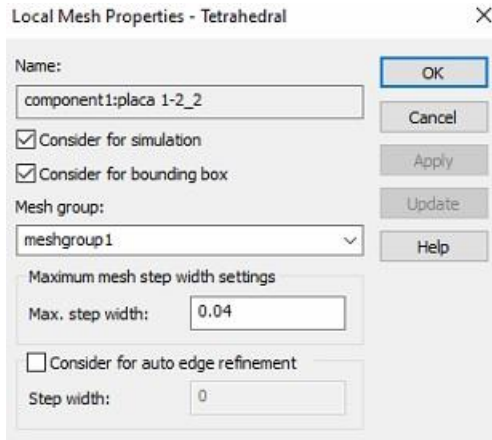 Local Mesh Properties - Tetrahedral
Name:
component1:placa 1-2_2
Consider for simulation
Consider for bounding box
Mesh group:
meshgroup1
Maximum mesh step width settings
Max. step width: 0.04
Consider for auto edge refinement
Step width: 0
OK
Cancel
Apply
Update
Help